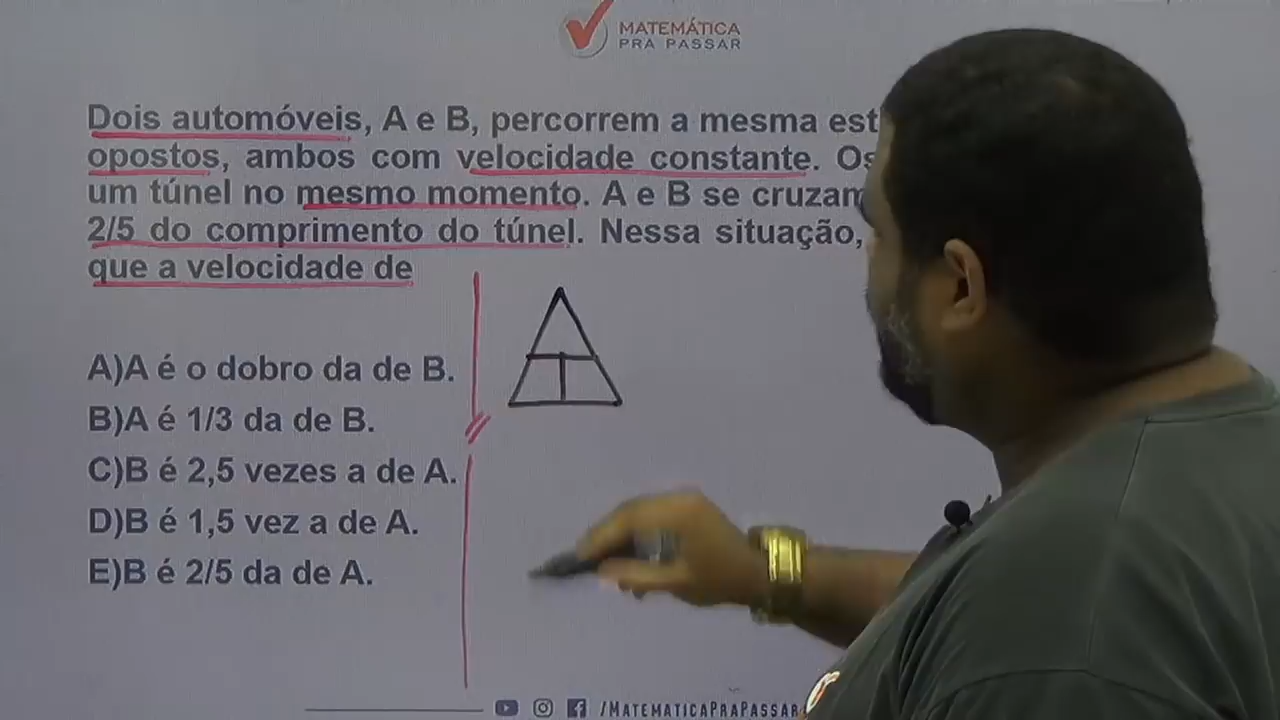 MATEMÁTICA
PRA PASSAR
Dois automóveis, A e B, percorrem a mesma est
opostos, ambos com velocidade constante. Os
um túnel no mesmo momento. A e B se cruzam
2/5 do comprimento do túnel. Nessa situação,
que a velocidade de
A)A é o dobro da de B.
B)A é 1/3 da de B.
C)B é 2,5 vezes a de A.
D)B é 1,5 vez a de A.
E)B é 2/5 da de A.
/MATEMATICAPRAPASSAR